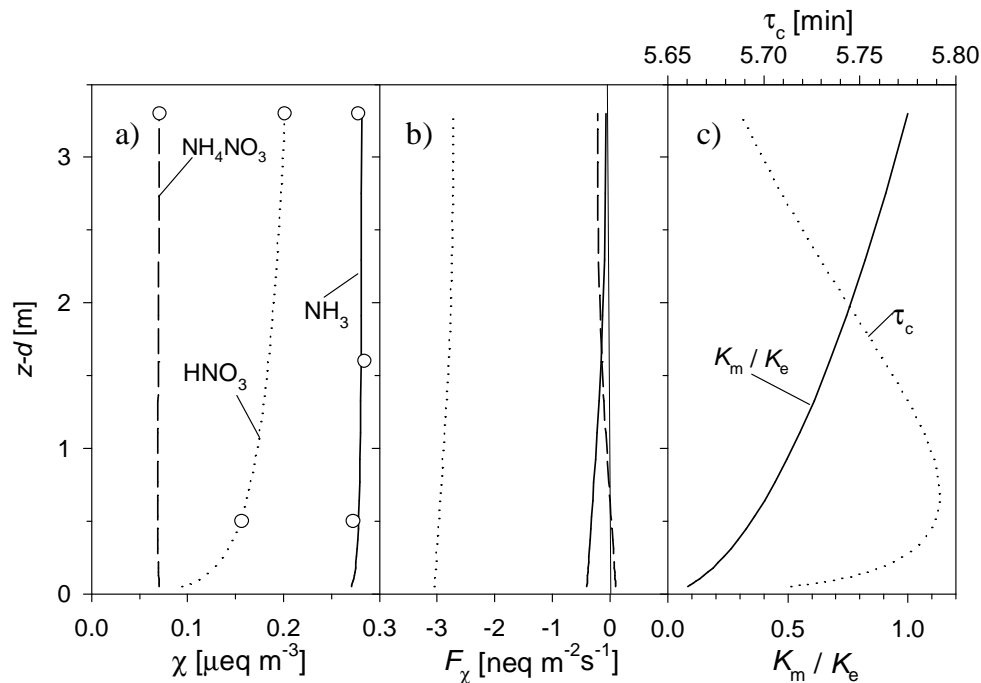 τc [min]
5.65 5.70 5.75 5.80
a) b) c)
3
2
1
0
z-d [m]
NH4NO3
HNO3
NH3
τc
Km / Ke
0.0 0.1 0.2 0.3
-3 -2 -1 0
0.0 0.5 1.0
χ [μeq m-3]
Fχ [neq m-2s-1]
Km / Ke